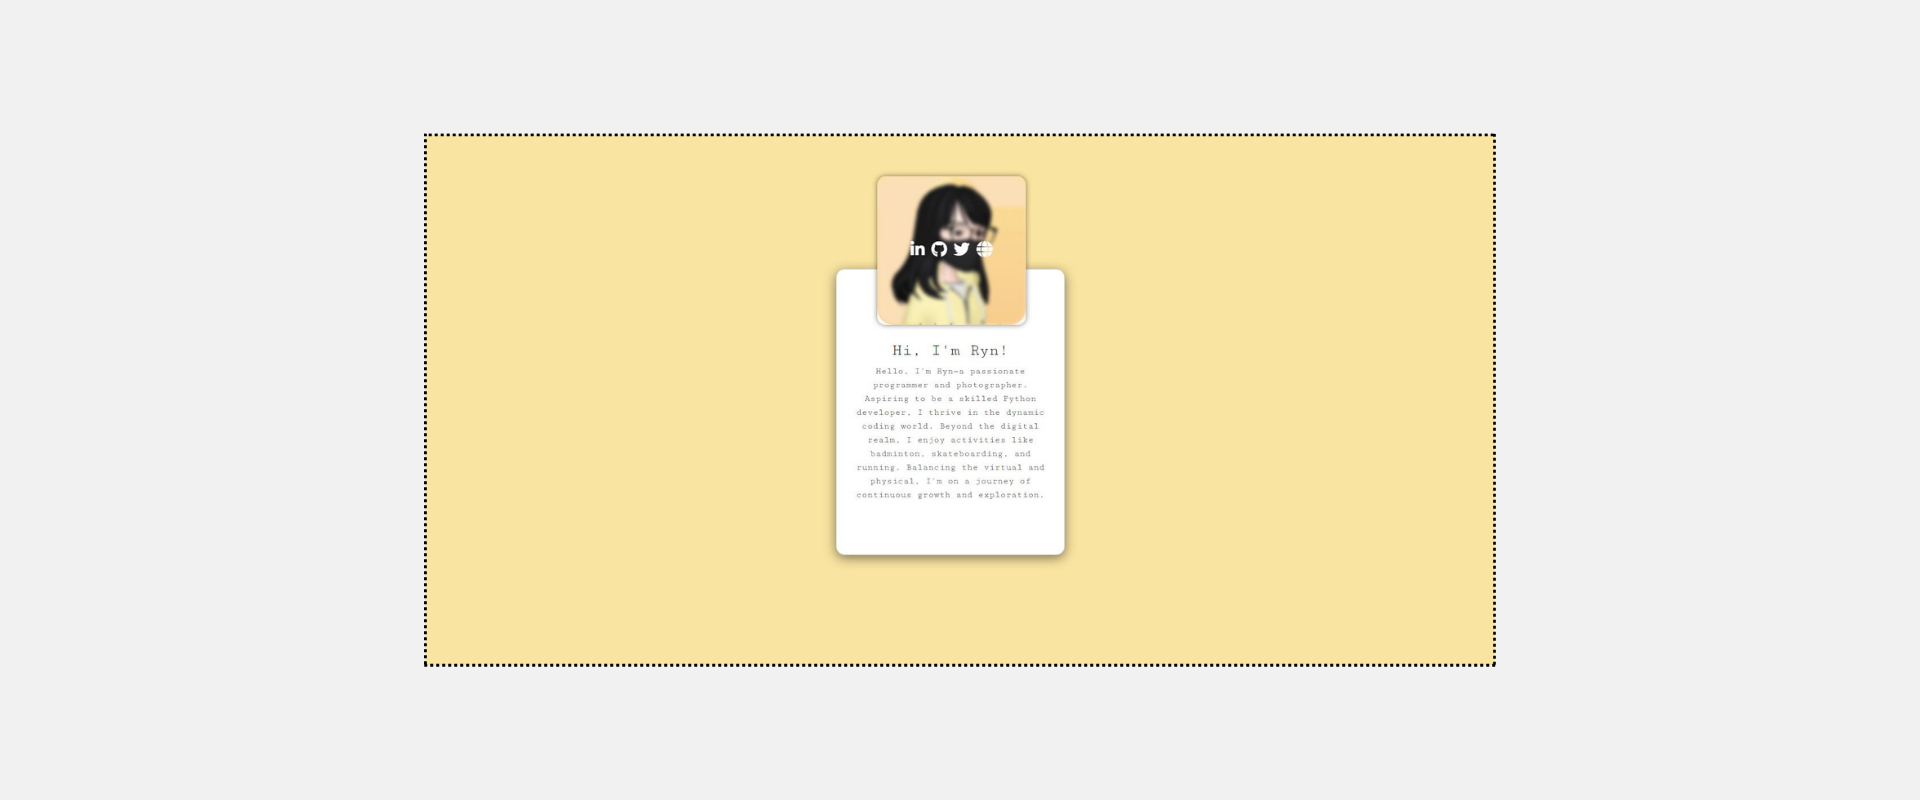 in
Hi, I'm Ryn!
Hello, I'm Ryn—a passionate
programmer and photographer.
Aspiring to be a skilled Python
developer, I thrive in the dynamic
coding world. Beyond the digital
realm, I enjoy activities like
badminton, skateboarding, and
running. Balancing the virtual and
physical, I'm on a journey of
continuous growth and exploration.